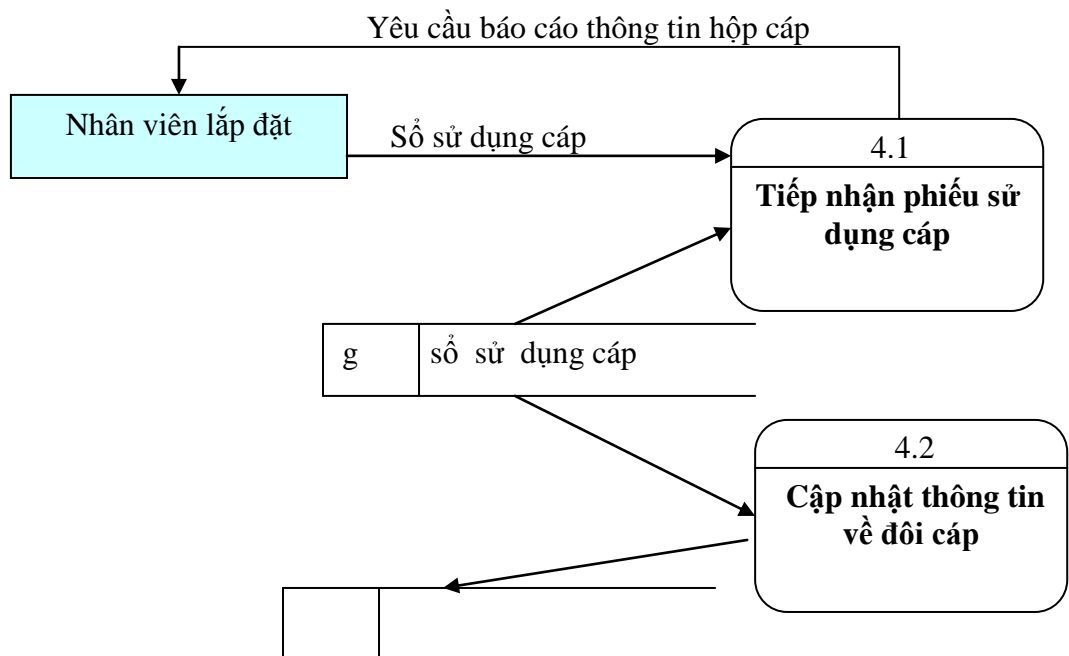 Yêu cầu báo cáo thông tin hộp cáp
Nhân viên lắp đặt
Sổ sử dụng cáp
4.1
Tiếp nhận phiếu sử
dụng cáp
g
sổ sử dụng cáp
4.2
Cập nhật thông tin
về đôi cáp